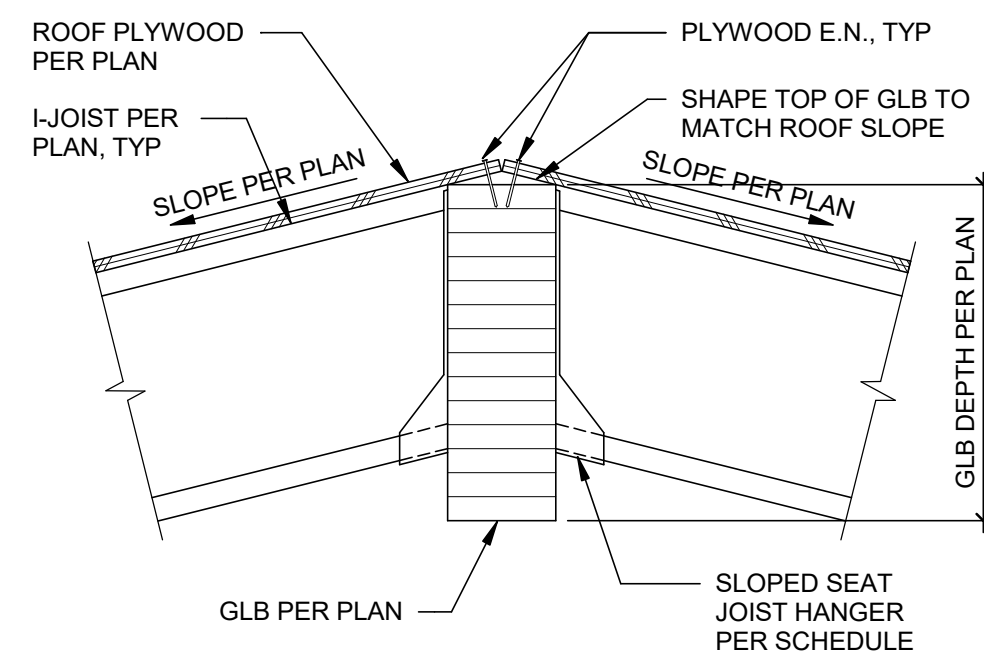 ROOF PLYWOOD
PER PLAN
I-JOIST PER
PLAN, TYP
SLOPE PER PLAN
PLYWOOD E.N., TYP
SHAPE TOP OF GLB TO
MATCH ROOF SLOPE
SLOPE PER PLAN
GLB DEPTH PER PLAN
GLB PER PLAN
SLOPED SEAT
JOIST HANGER
PER SCHEDULE